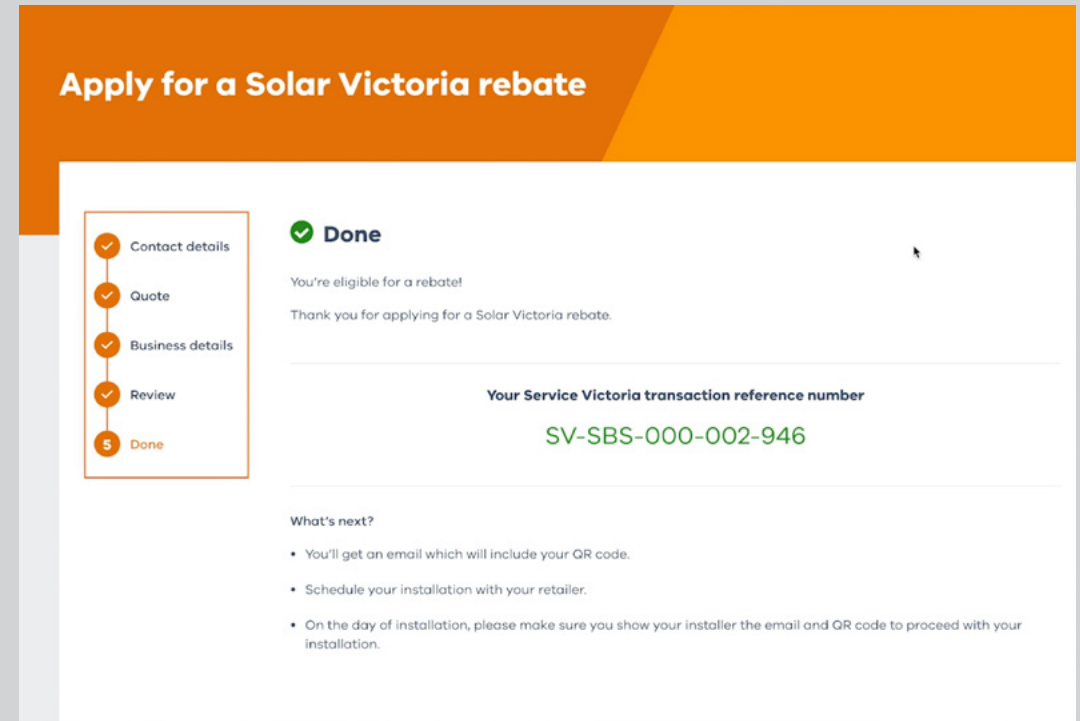 Apply for a Solar Victoria rebate
Contact details
Quote
Business details
Review
5 Done
Done
You're eligible for a rebate!
Thank you for applying for a Solar Victoria rebate.
Your Service Victoria transaction reference number
SV-SBS-000-002-946
What's next?
• You'll get an email which will include your QR code.
• Schedule your installation with your retailer.
• On the day of installation, please make sure you show your installer the email and QR code to proceed with your
installation.